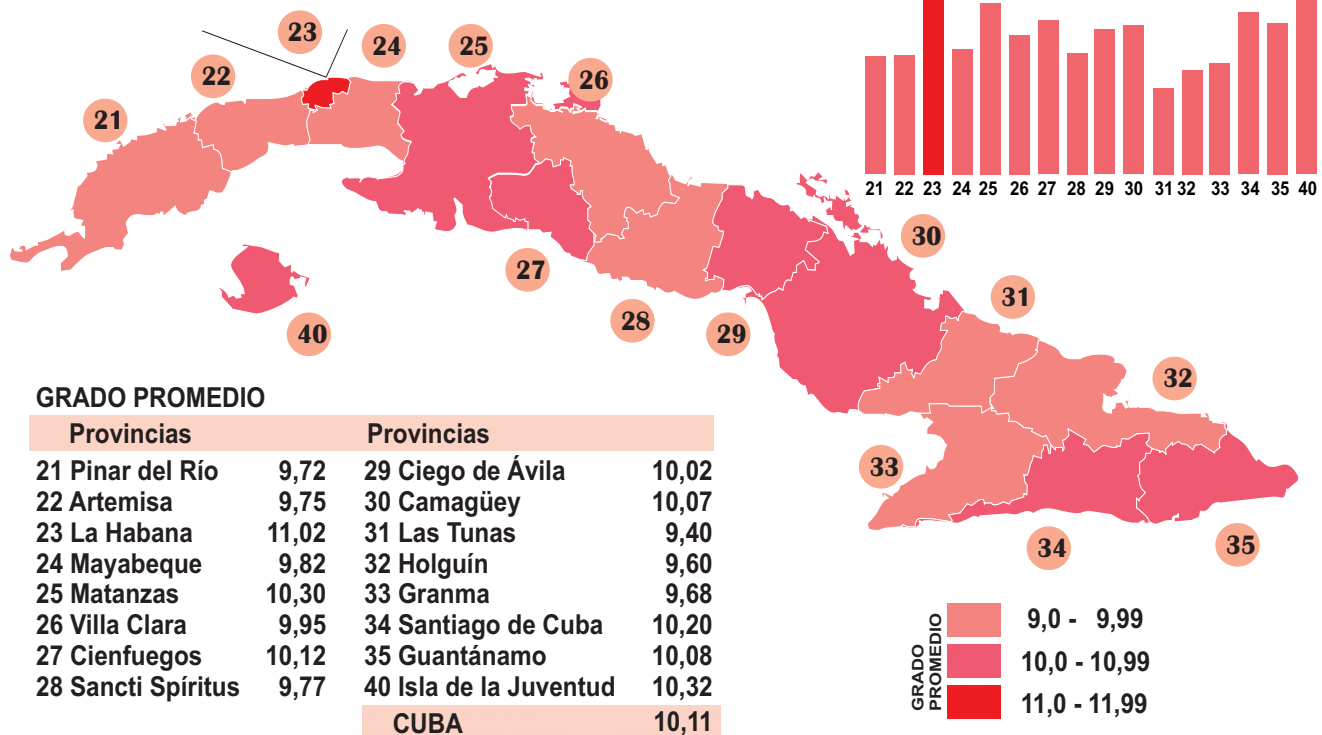 23
24
25
22
26
21
21 22 23 24 25 26 27 28 29 30 31 32 33 34 35 40
30
27
31
40
28
29
32
33
34
35
GRADO PROMEDIO
Provincias Provincias
21 Pinar del Río 9,72 29 Ciego de Ávila 10,02
22 Artemisa 9,75 30 Camagüey 10,07
23 La Habana 11,02 31 Las Tunas 9,40
24 Mayabeque 9,82 32 Holguín 9,60
25 Matanzas 10,30 33 Granma 9,68
26 Villa Clara 9,95 34 Santiago de Cuba 10,20
27 Cienfuegos 10,12 35 Guantánamo 10,08
28 Sancti Spíritus 9,77 40 Isla de la Juventud 10,32
CUBA 10,11
GRADO
PROMEDIO
9,0 - 9,99
10,0 - 10,99
11,0 - 11,99